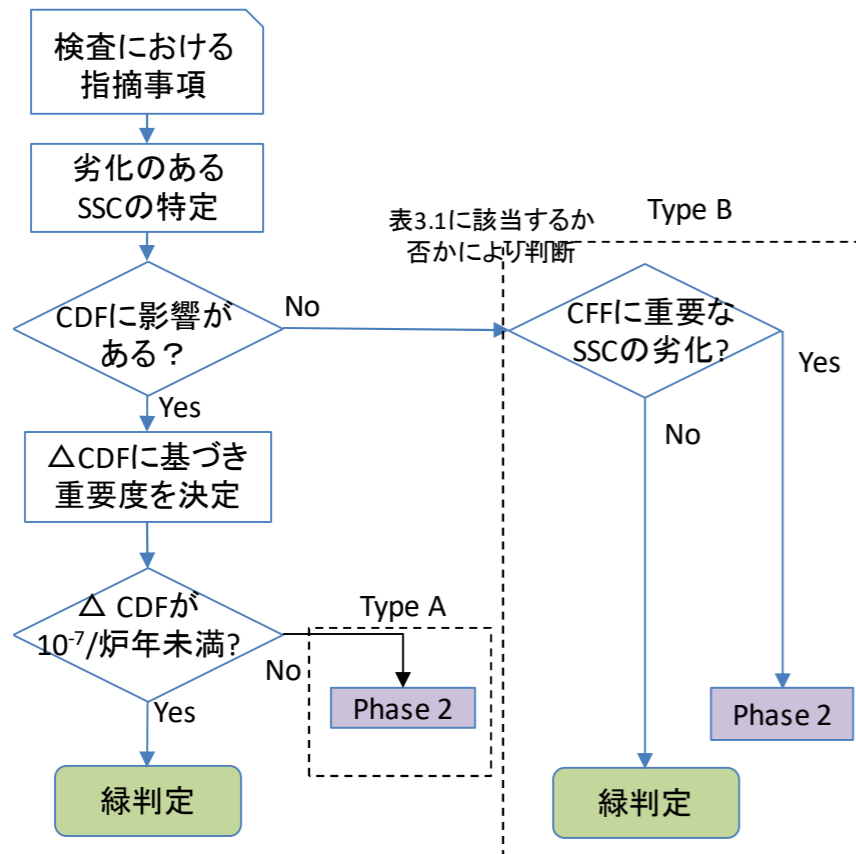 検査における
指摘事項
劣化のある
SSCの特定
表3.1に該当するか
否かにより判断
Type B
CDFに影響が
ある？
No
CFFに重要な
SSCの劣化?
Yes
Yes
No
△CDFに基づき
重要度を決定
△ CDFが
10⁻⁷/炉年未満?
Type A
No
Phase 2
Yes
Phase 2
緑判定
緑判定